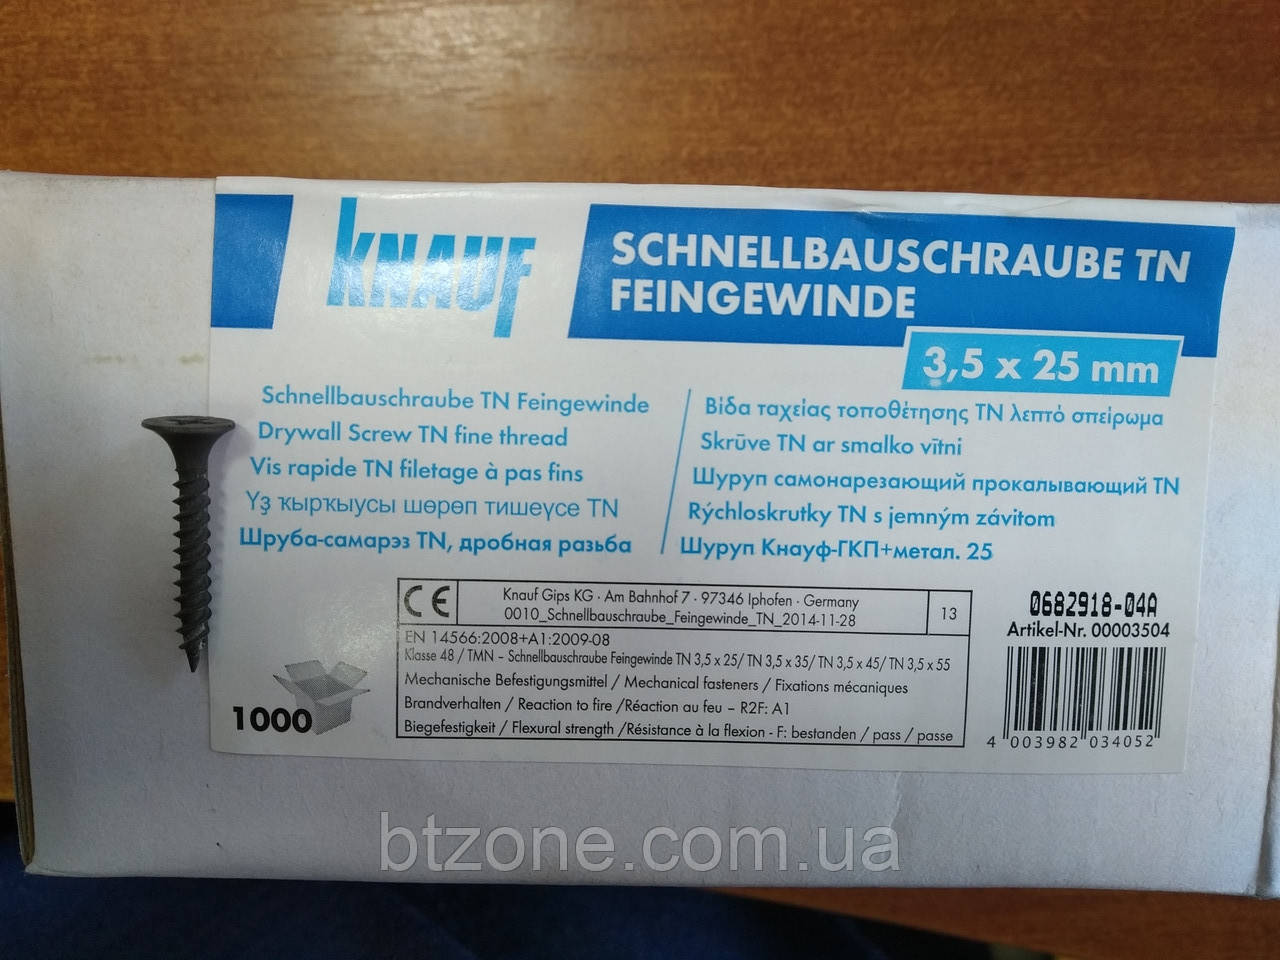 KNAUF
SCHNELLBAUSCHRAUBE TN
FEINGEWINDE
3,5 x 25 mm
Schnellbauschraube TN Feingewinde
Drywall Screw TN fine thread
Vis rapide TN filetage à pas fins
Үҙ ҡырҡыусы шөрөп тишеүсе TN
Шруба-самарэз TN, дробная разьба
Βίδα ταχείας τοποθέτησης TN λεπτό σπείρωμα
Skrūve TN ar smalko vītni
Шуруп самонарезающий прокалывающий TN
Rýchloskrutky TN s jemným závitom
Шуруп Кнауф-ГКП+метал. 25
CE
Knauf Gips KG · Am Bahnhof 7 · 97346 Iphofen · Germany
0010_Schnellbauschraube_Feingewinde_TN_2014-11-28
13
EN 14566:2008+A1:2009-08
Klasse 48 / TMN – Schnellbauschraube Feingewinde TN 3,5 x 25/ TN 3,5 x 35/ TN 3,5 x 45/ TN 3,5 x 55
Mechanische Befestigungsmittel / Mechanical fasteners / Fixations mécaniques
Brandverhalten / Reaction to fire /Réaction au feu – R2F: A1
Biegefestigkeit / Flexural strength /Résistance à la flexion - F: bestanden / pass / passe
1000
0682918-04A
Artikel-Nr. 00003504
4 003982 034052
btzone.com.ua